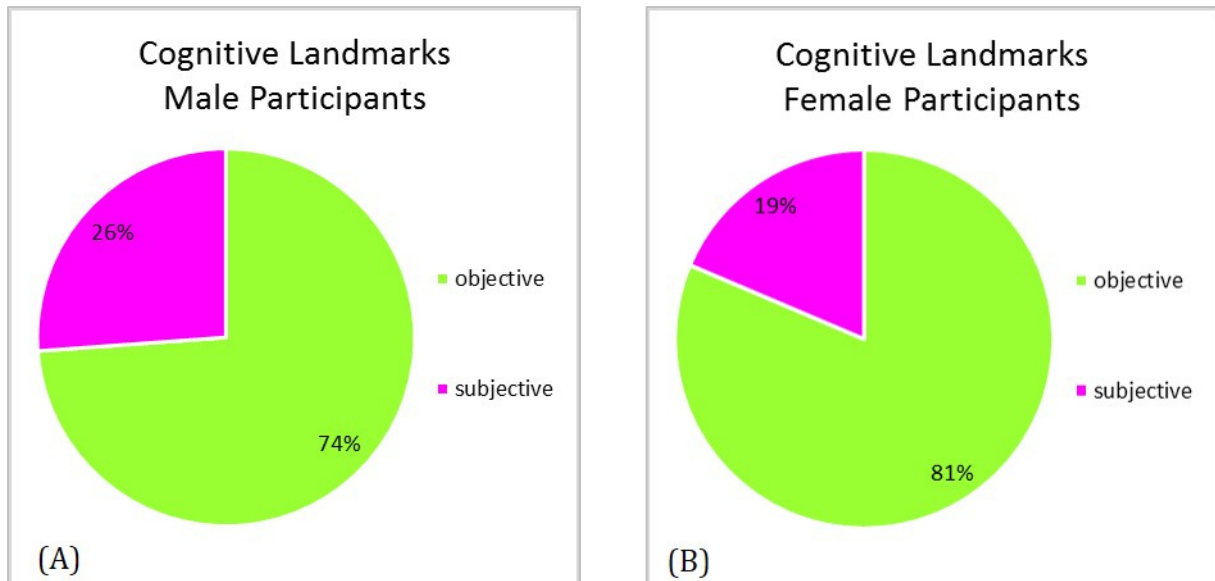 Cognitive Landmarks
Male Participants
26%
objective
subjective
74%
(A)
Cognitive Landmarks
Female Participants
19%
objective
subjective
81%
(B)